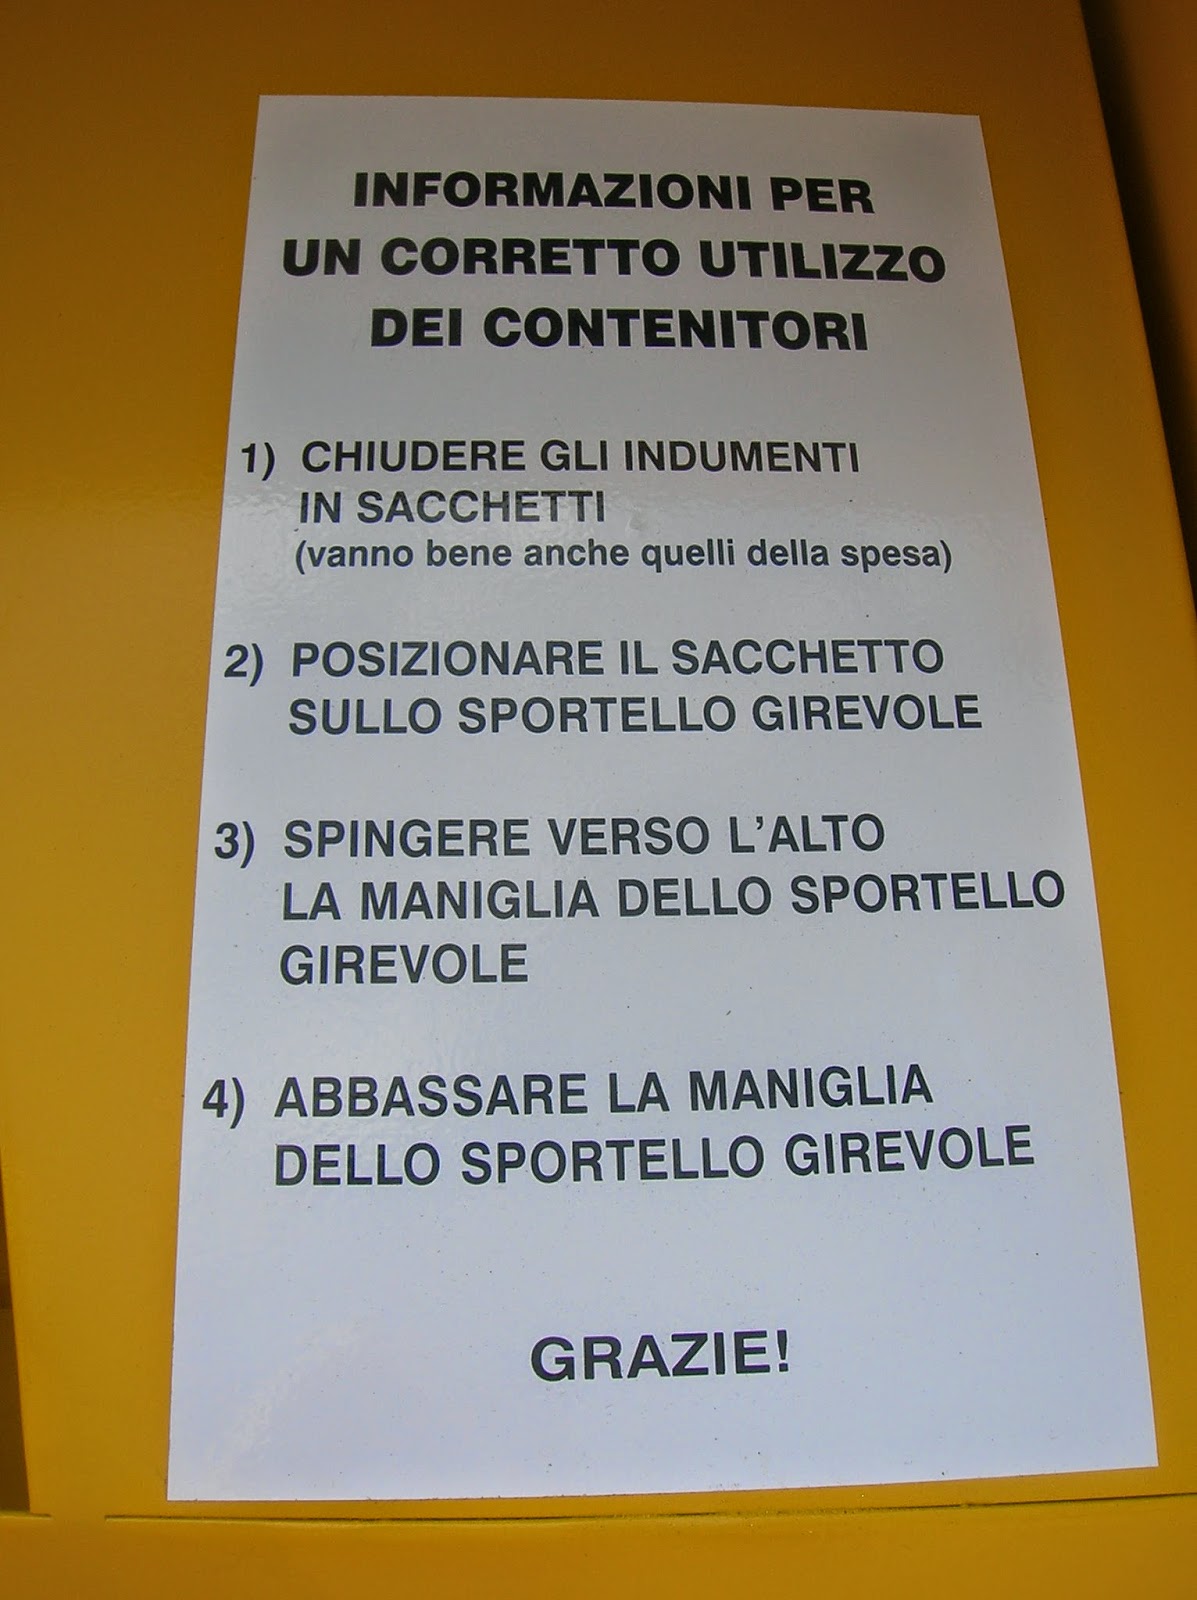 INFORMAZIONI PER
UN CORRETTO UTILIZZO
DEI CONTENITORI
1) CHIUDERE GLI INDUMENTI
IN SACCHETTI
(vanno bene anche quelli della spesa)
2) POSIZIONARE IL SACCHETTO
SULLO SPORTELLO GIREVOLE
3) SPINGERE VERSO L'ALTO
LA MANIGLIA DELLO SPORTELLO
GIREVOLE
4) ABBASSARE LA MANIGLIA
DELLO SPORTELLO GIREVOLE
GRAZIE!